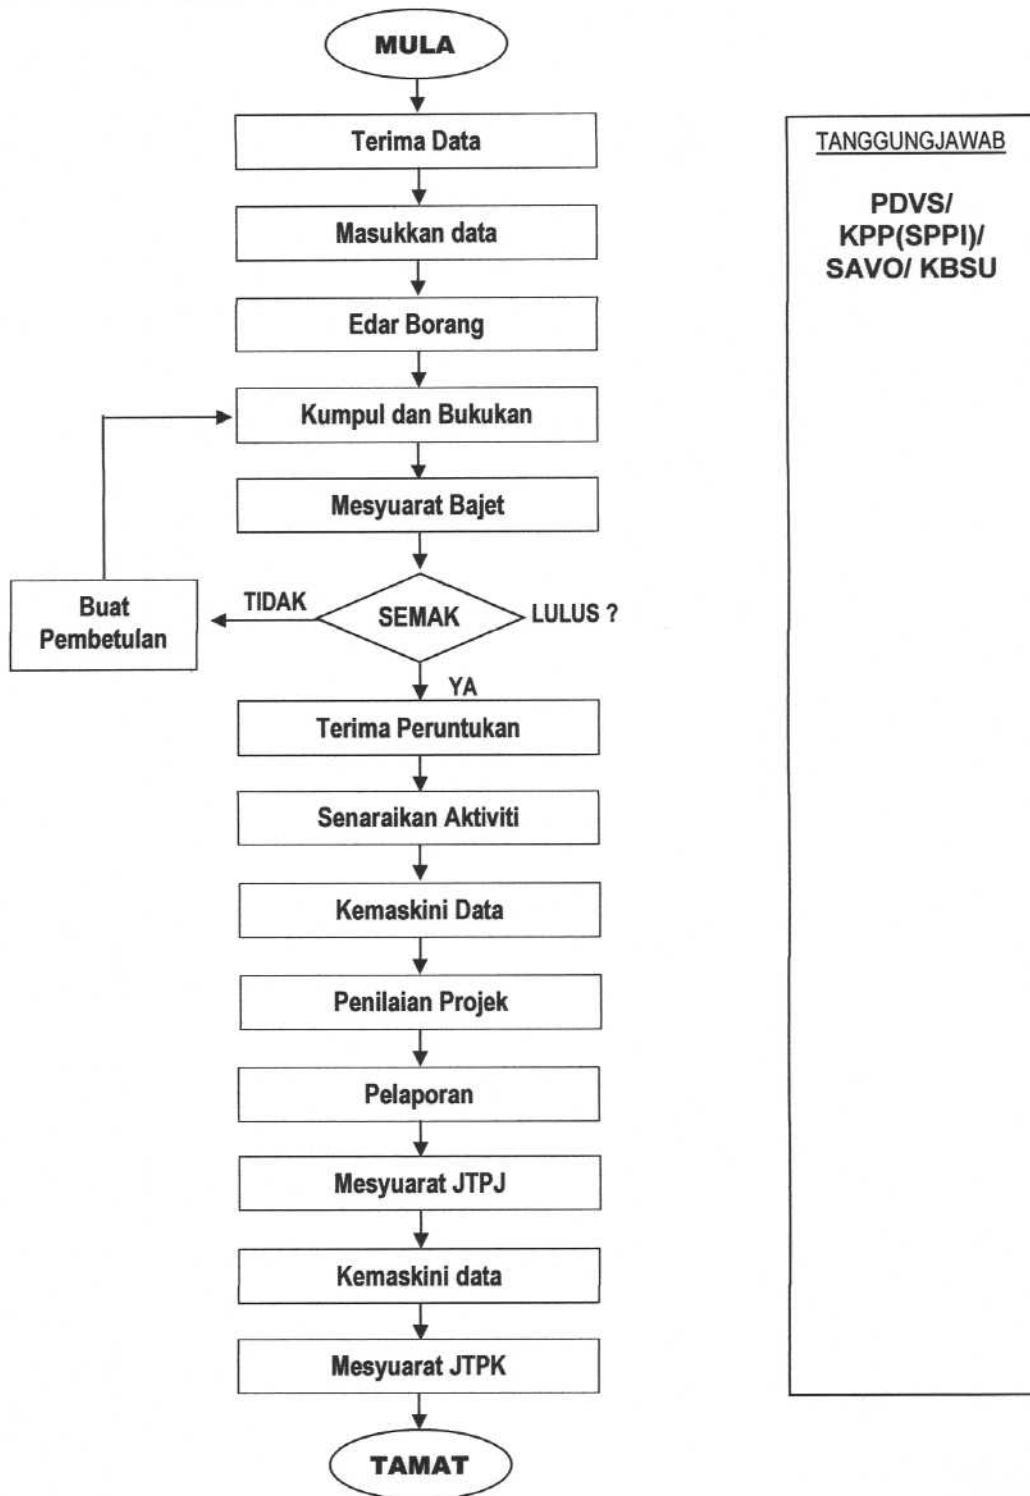 MULA
Terima Data
Masukkan data
Edar Borang
Kumpul dan Bukukan
Mesyuarat Bajet
SEMAK
LULUS ?
TIDAK
Buat
Pembetulan
YA
Terima Peruntukan
Senaraikan Aktiviti
Kemaskini Data
Penilaian Projek
Pelaporan
Mesyuarat JTPJ
Kemaskini data
Mesyuarat JTPK
TAMAT
TANGGUNGJAWAB
PDVS/
KPP(SPPI)/
SAVO/ KBSU